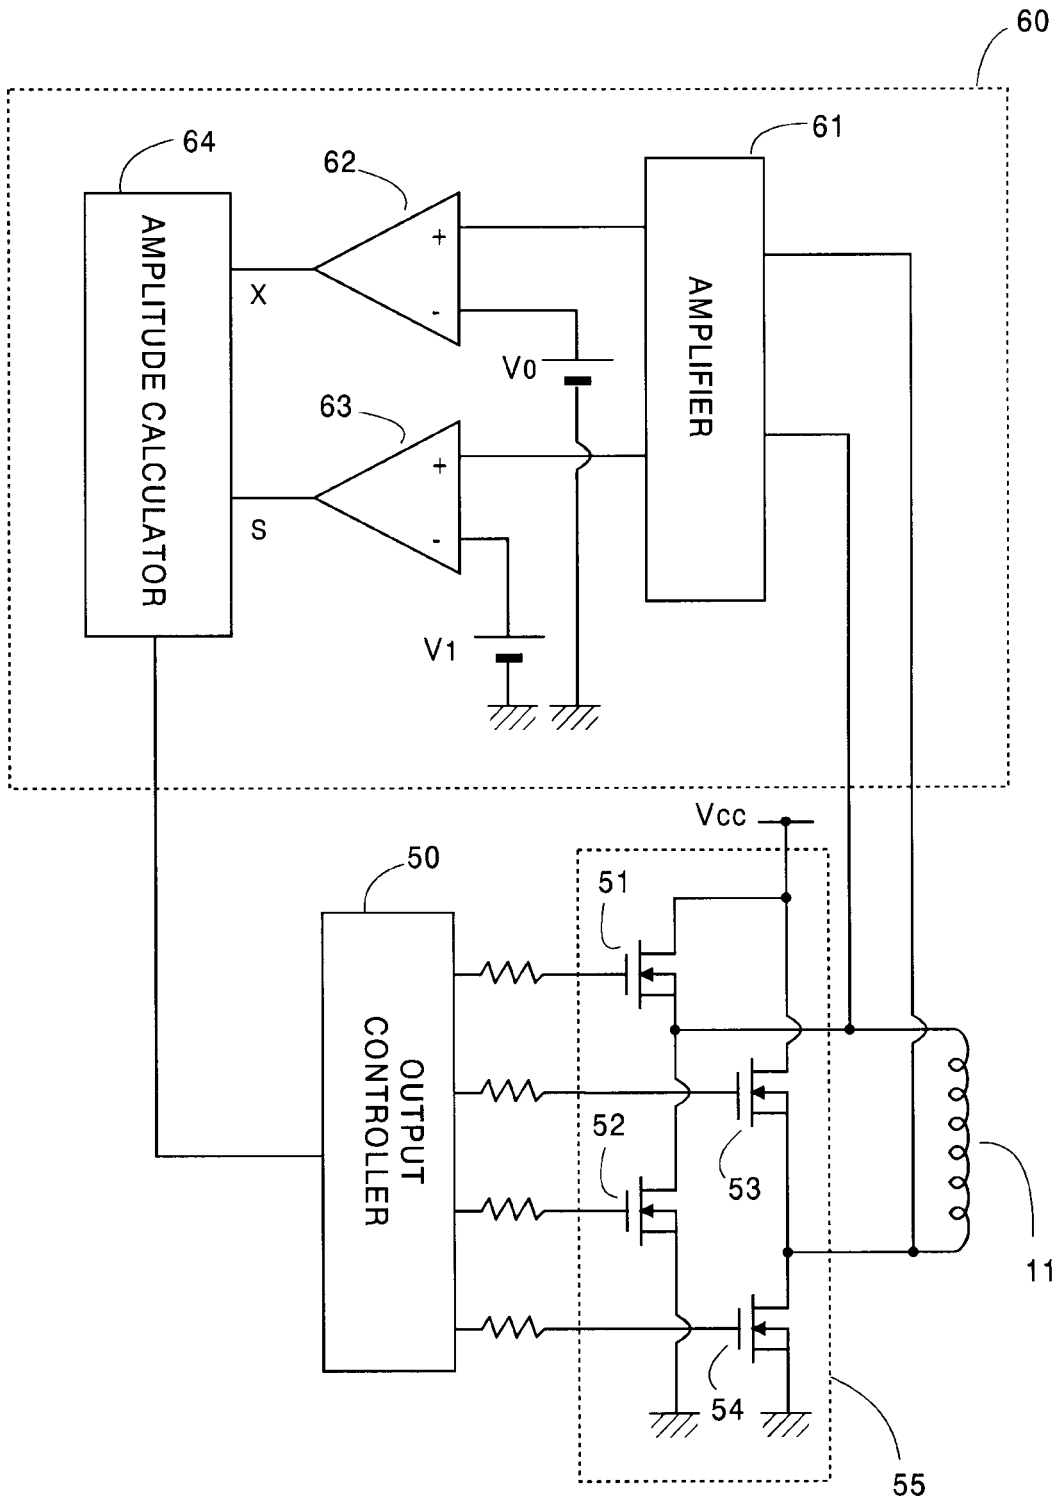 60
61
64
62
+
-
X
V0
AMPLITUDE CALCULATOR
AMPLIFIER
63
+
-
S
V1
Vcc
50
51
OUTPUT
CONTROLLER
52
53
11
54
55